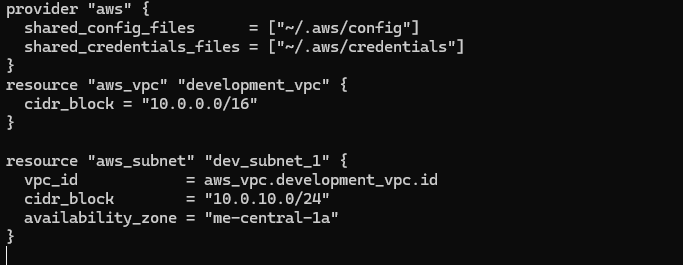 provider "aws" {
  shared_config_files      = ["~/.aws/config"]
  shared_credentials_files = ["~/.aws/credentials"]
}
resource "aws_vpc" "development_vpc" {
  cidr_block = "10.0.0.0/16"
}

resource "aws_subnet" "dev_subnet_1" {
  vpc_id            = aws_vpc.development_vpc.id
  cidr_block        = "10.0.10.0/24"
  availability_zone = "me-central-1a"
}